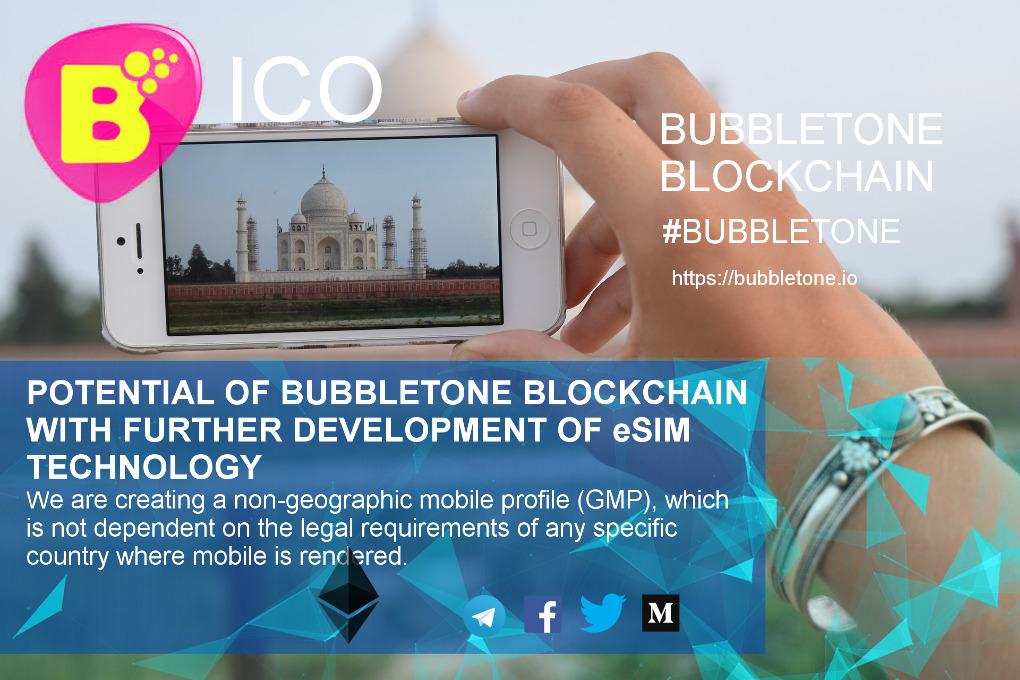 B
ICO
BUBBLETONE
BLOCKCHAIN
#BUBBLETONE
https://bubbletone.io
POTENTIAL OF BUBBLETONE BLOCKCHAIN
WITH FURTHER DEVELOPMENT OF eSIM
TECHNOLOGY
We are creating a non-geographic mobile profile (GMP), which
is not dependent on the legal requirements of any specific
country where mobile is rendered.
f
M